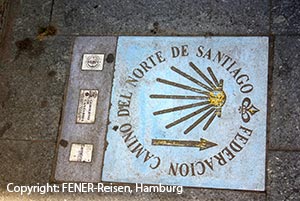 CAMINO DEL NORTE DE SANTIAGO
FEDERACION
Copyright: FENER-Reisen, Hamburg